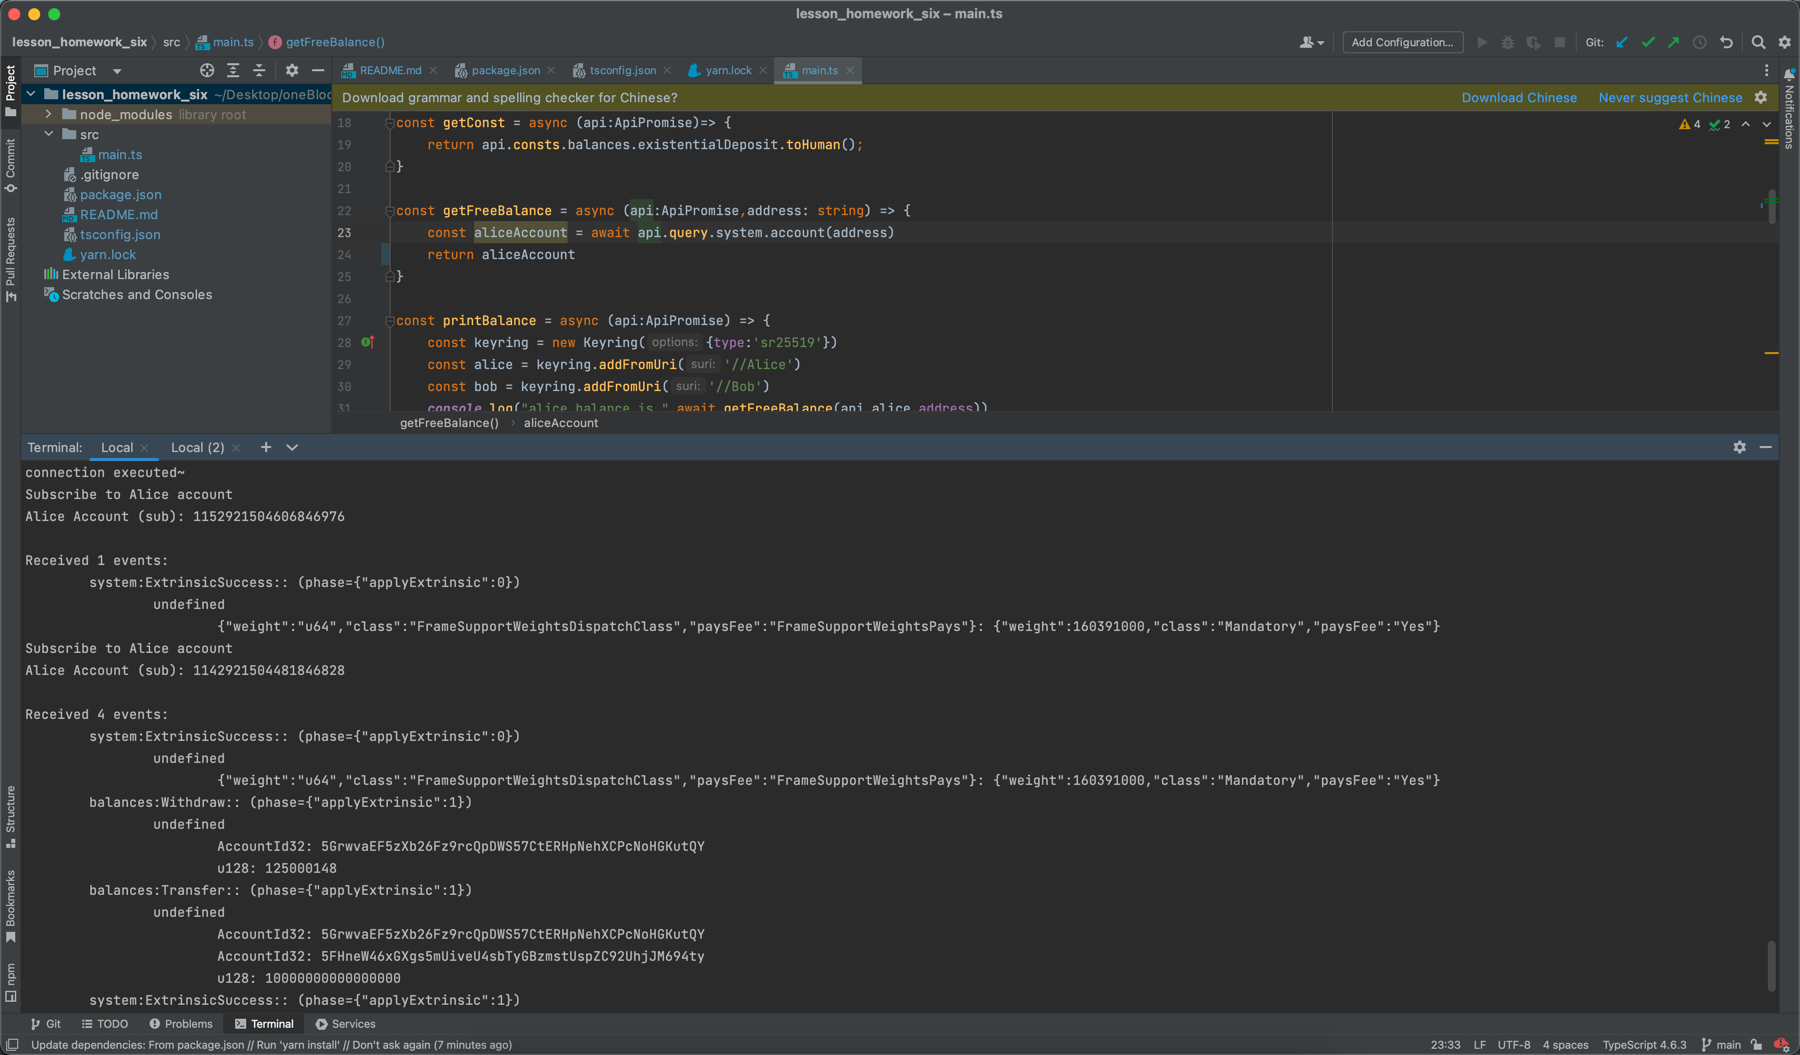 lesson_homework_six – main.ts
lesson_homework_six src main.ts getFreeBalance()
Add Configuration...
Git:
Project
README.md package.json tsconfig.json yarn.lock main.ts
Project
Commit
Pull Requests
Structure
Bookmarks
npm
Notifications
lesson_homework_six ~/Desktop/oneBloc
node_modules library root
src
main.ts
.gitignore
package.json
README.md
tsconfig.json
yarn.lock
External Libraries
Scratches and Consoles
Download grammar and spelling checker for Chinese? Download Chinese Never suggest Chinese
4 2
18 const getConst = async (api:ApiPromise)=> {
19 return api.consts.balances.existentialDeposit.toHuman();
20 }
21
22 const getFreeBalance = async (api:ApiPromise,address: string) => {
23 const aliceAccount = await api.query.system.account(address)
24 return aliceAccount
25 }
26
27 const printBalance = async (api:ApiPromise) => {
28 const keyring = new Keyring( options: {type:'sr25519'})
29 const alice = keyring.addFromUri( suri: '//Alice')
30 const bob = keyring.addFromUri( suri: '//Bob')
31 console.log("alice balance is ",await getFreeBalance(api,alice.address))
getFreeBalance() aliceAccount
Terminal: Local Local (2)
connection executed~
Subscribe to Alice account
Alice Account (sub): 1152921504606846976
Received 1 events:
system:ExtrinsicSuccess:: (phase={"applyExtrinsic":0})
undefined
{"weight":"u64","class":"FrameSupportWeightsDispatchClass","paysFee":"FrameSupportWeightsPays"}: {"weight":160391000,"class":"Mandatory","paysFee":"Yes"}
Subscribe to Alice account
Alice Account (sub): 1142921504481846828
Received 4 events:
system:ExtrinsicSuccess:: (phase={"applyExtrinsic":0})
undefined
{"weight":"u64","class":"FrameSupportWeightsDispatchClass","paysFee":"FrameSupportWeightsPays"}: {"weight":160391000,"class":"Mandatory","paysFee":"Yes"}
balances:Withdraw:: (phase={"applyExtrinsic":1})
undefined
AccountId32: 5GrwvaEF5zXb26Fz9rcQpDWS57CtERHpNehXCPcNoHGKutQY
u128: 125000148
balances:Transfer:: (phase={"applyExtrinsic":1})
undefined
AccountId32: 5GrwvaEF5zXb26Fz9rcQpDWS57CtERHpNehXCPcNoHGKutQY
AccountId32: 5FHneW46xGXgs5mUiveU4sbTyGBzmstUspZC92UhjJM694ty
u128: 10000000000000000
system:ExtrinsicSuccess:: (phase={"applyExtrinsic":1})
Git TODO Problems Terminal Services
Update dependencies: From package.json // Run 'yarn install' // Don't ask again (7 minutes ago)
23:33 LF UTF-8 4 spaces TypeScript 4.6.3 main